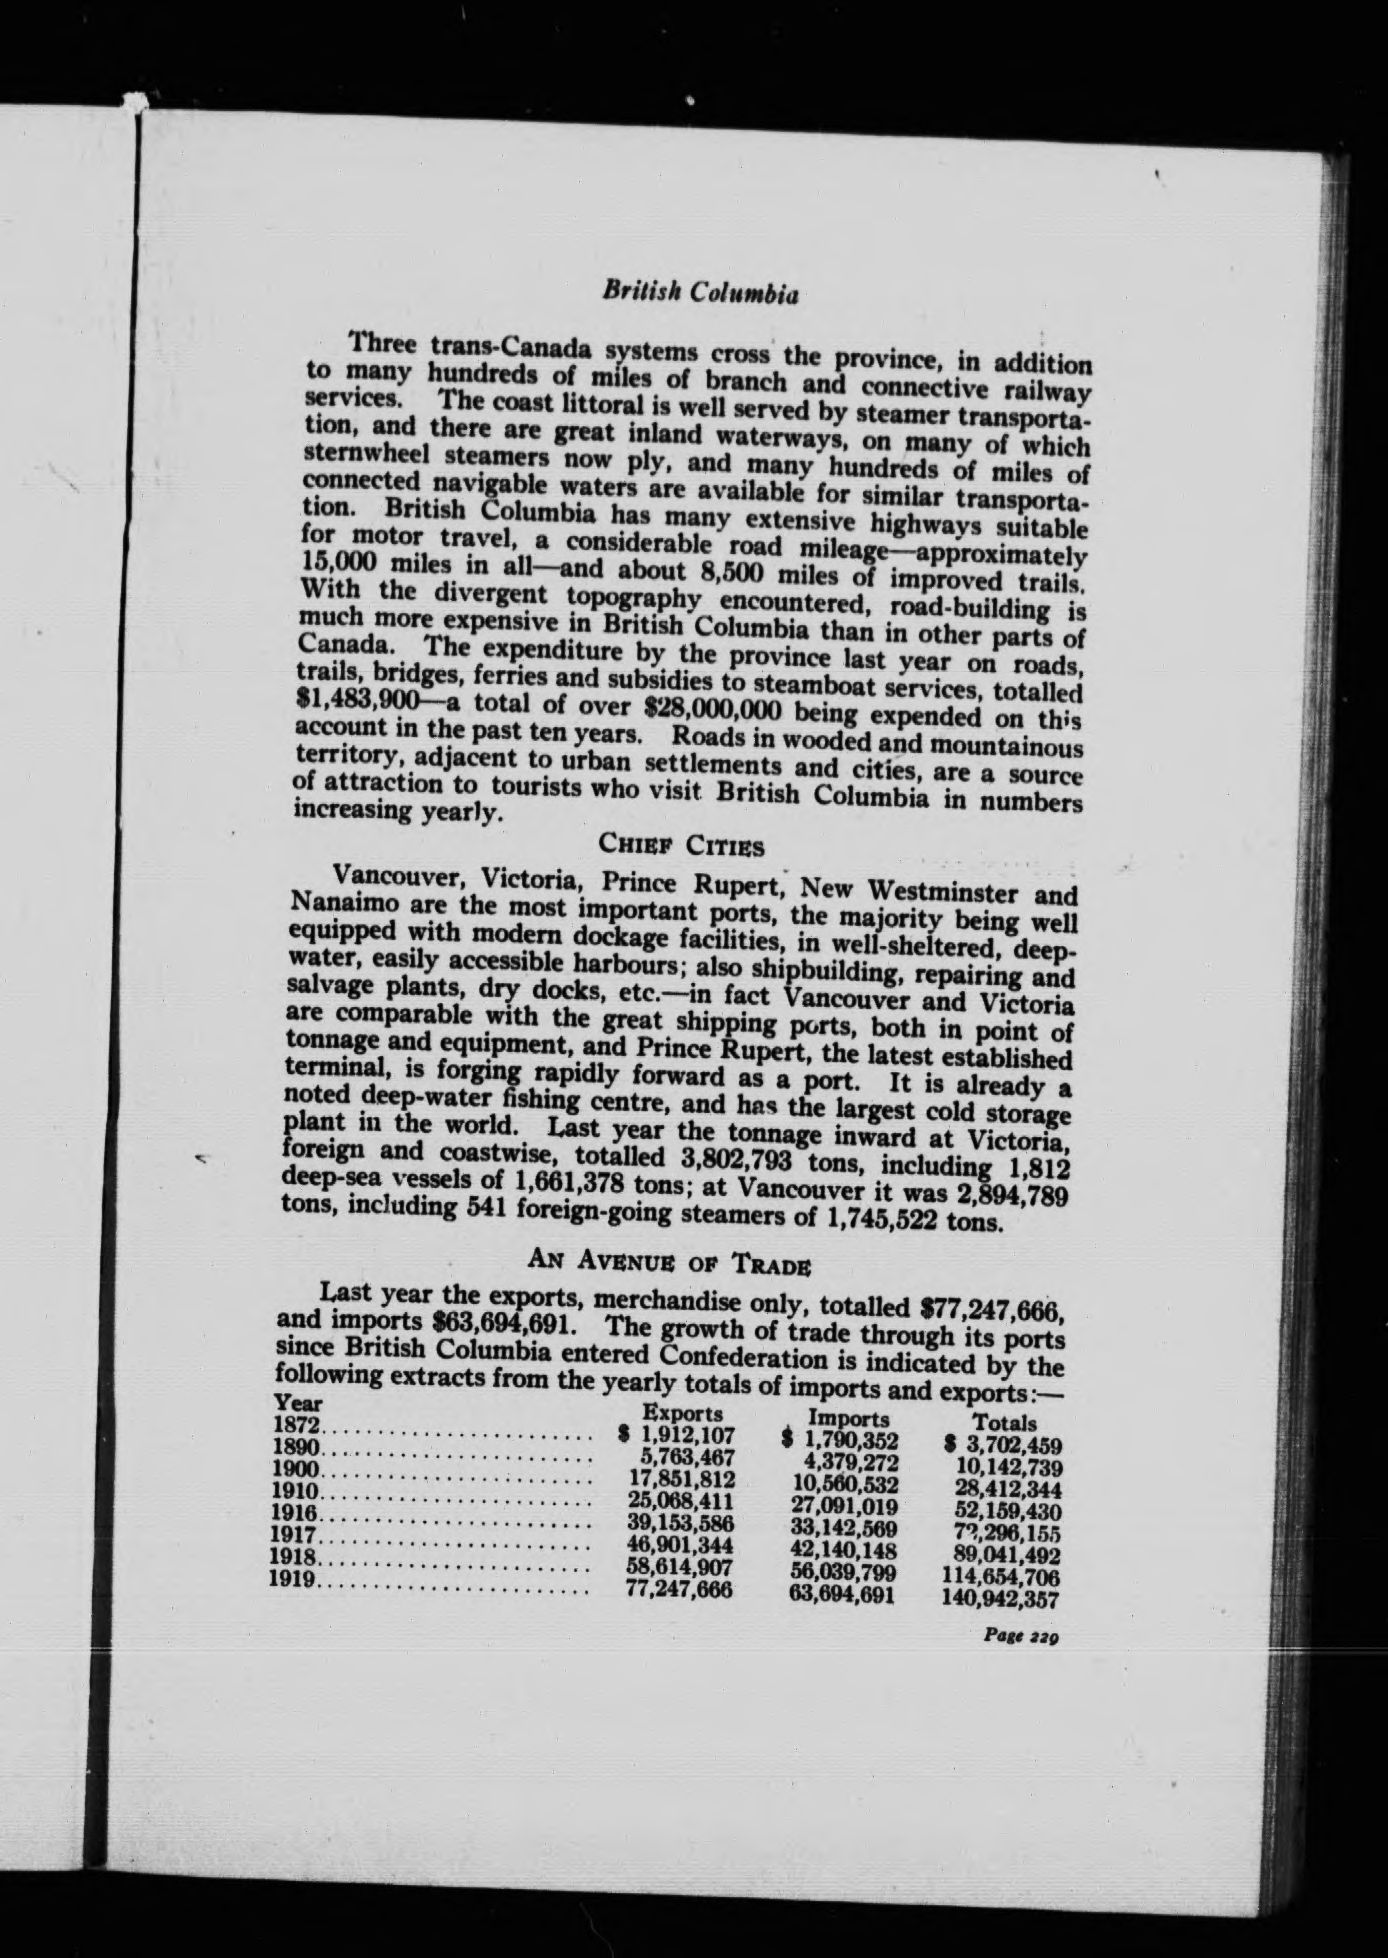 British Columbia
Three trans-Canada systems cross the province, in addition
to many hundreds of miles of branch and connective railway
services. The coast littoral is well served by steamer transporta-
tion, and there are great inland waterways, on many of which
sternwheel steamers now ply, and many hundreds of miles of
connected navigable waters are available for similar transporta-
tion. British Columbia has many extensive highways suitable
for motor travel, a considerable road mileage—approximately
15,000 miles in all—and about 8,500 miles of improved trails.
With the divergent topography encountered, road-building is
much more expensive in British Columbia than in other parts of
Canada. The expenditure by the province last year on roads,
trails, bridges, ferries and subsidies to steamboat services, totalled
$1,483,900—a total of over $28,000,000 being expended on this
account in the past ten years. Roads in wooded and mountainous
territory, adjacent to urban settlements and cities, are a source
of attraction to tourists who visit British Columbia in numbers
increasing yearly.
CHIEF CITIES
Vancouver, Victoria, Prince Rupert, New Westminster and
Nanaimo are the most important ports, the majority being well
equipped with modern dockage facilities, in well-sheltered, deep-
water, easily accessible harbours; also shipbuilding, repairing and
salvage plants, dry docks, etc.—in fact Vancouver and Victoria
are comparable with the great shipping ports, both in point of
tonnage and equipment, and Prince Rupert, the latest established
terminal, is forging rapidly forward as a port. It is already a
noted deep-water fishing centre, and has the largest cold storage
plant in the world. Last year the tonnage inward at Victoria,
foreign and coastwise, totalled 3,802,793 tons, including 1,812
deep-sea vessels of 1,661,378 tons; at Vancouver it was 2,894,789
tons, including 541 foreign-going steamers of 1,745,522 tons.
AN AVENUE OF TRADE
Last year the exports, merchandise only, totalled $77,247,666,
and imports $63,694,691. The growth of trade through its ports
since British Columbia entered Confederation is indicated by the
following extracts from the yearly totals of imports and exports:—
Year Exports Imports Totals
1872........................ $ 1,912,107 $ 1,790,352 $ 3,702,459
1890........................ 5,763,467 4,379,272 10,142,739
1900........................ 17,851,812 10,560,532 28,412,344
1910........................ 25,068,411 27,091,019 52,159,430
1916........................ 39,153,586 33,142,569 72,296,155
1917........................ 46,901,344 42,140,148 89,041,492
1918........................ 58,614,907 56,039,799 114,654,706
1919........................ 77,247,666 63,694,691 140,942,357
Page 229